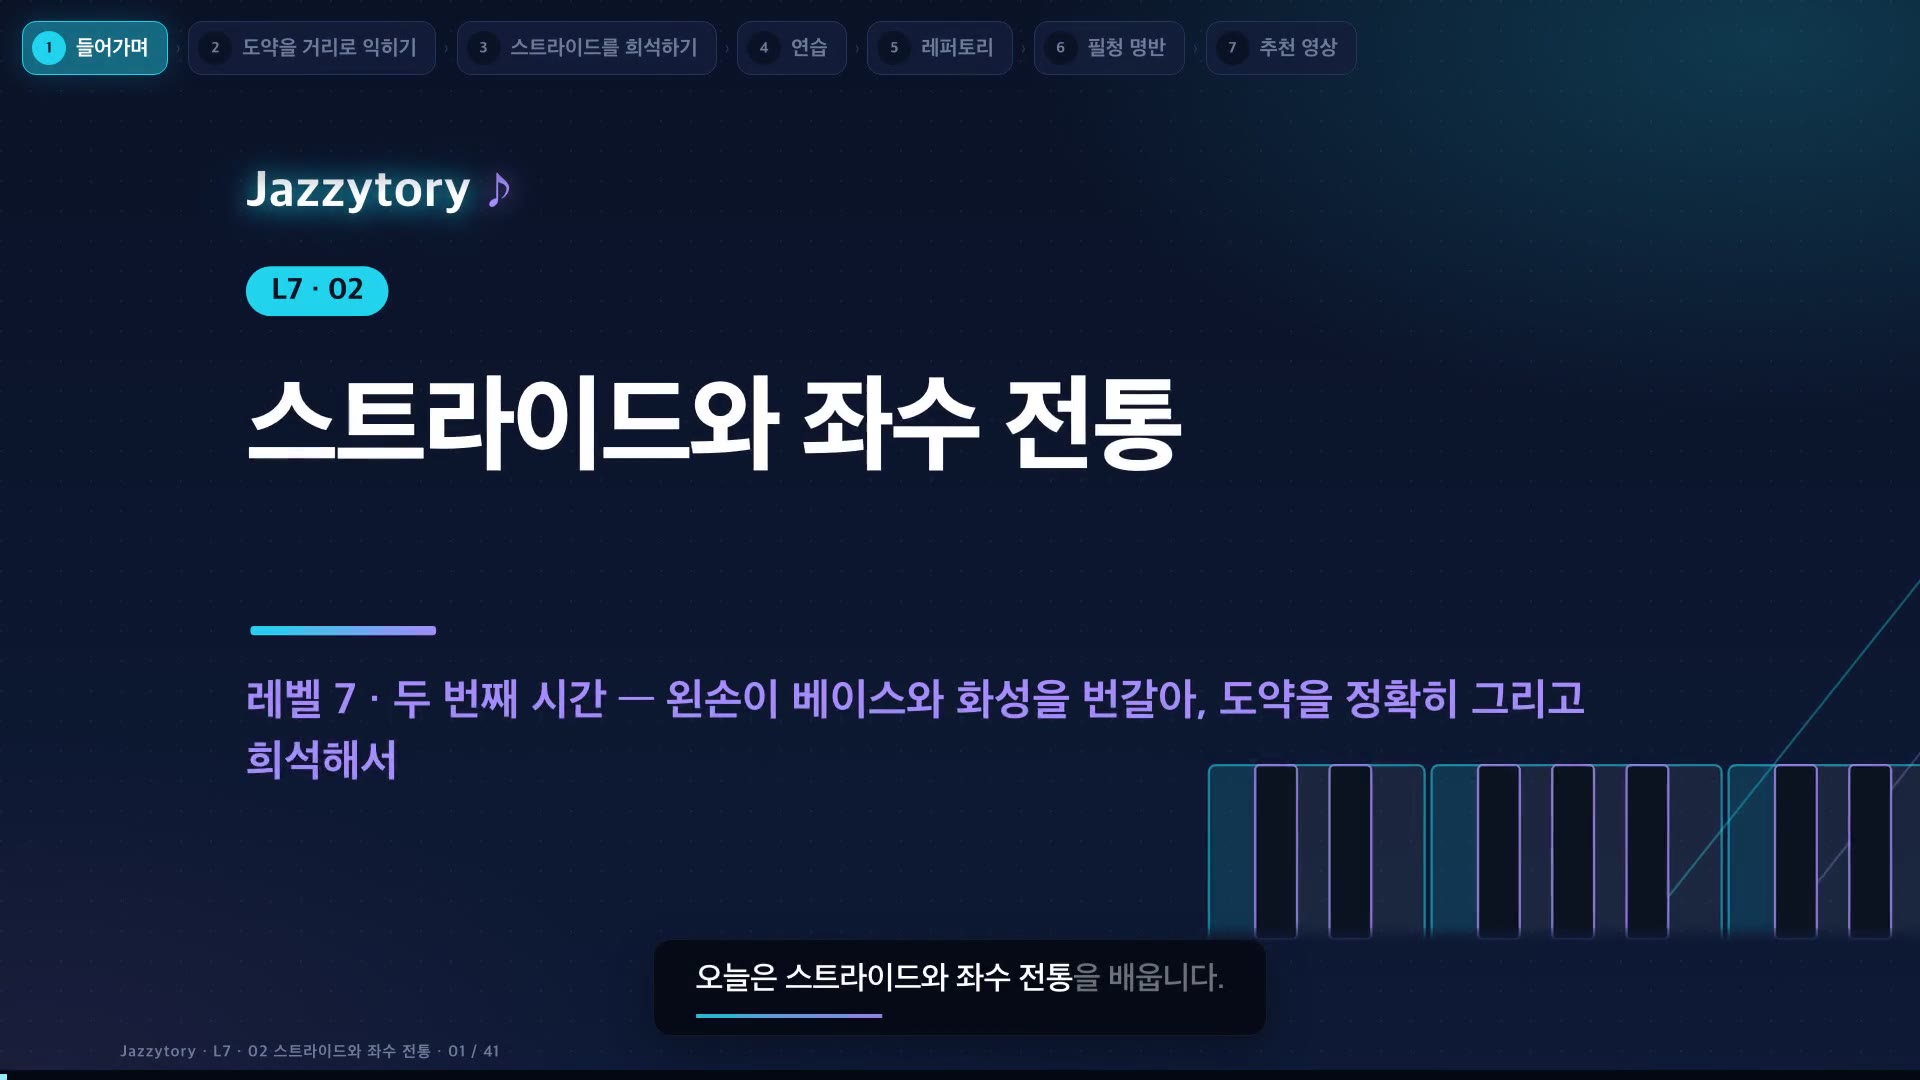 1 들어가며 › 2 도약을 거리로 익히기 › 3 스트라이드를 희석하기 › 4 연습 › 5 레퍼토리 › 6 필청 명반 › 7 추천 영상
Jazzytory ♪
L7 · 02
스트라이드와 좌수 전통
레벨 7 · 두 번째 시간 — 왼손이 베이스와 화성을 번갈아, 도약을 정확히 그리고
희석해서
오늘은 스트라이드와 좌수 전통을 배웁니다.
Jazzytory · L7 · 02 스트라이드와 좌수 전통 · 01 / 41